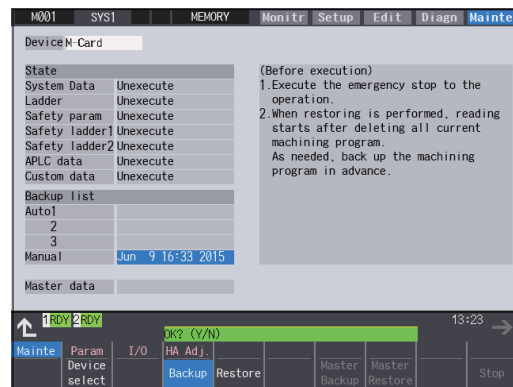 M001 SYS1 MEMORY Monitr Setup Edit Diagn Mainte
Device M-Card
State
System Data Unexecute
Ladder Unexecute
Safety param Unexecute
Safety ladder1 Unexecute
Safety ladder2 Unexecute
APLC data Unexecute
Custom data Unexecute
Backup list
Auto1
2
3
Manual Jun 9 16:33 2015
Master data
(Before execution)
1.Execute the emergency stop to the
operation.
2.When restoring is performed, reading
starts after deleting all current
machining program.
As needed, back up the machining
program in advance.
1 RDY 2 RDY 13:23
OK? (Y/N)
Mainte Param I/O HA Adj.
Device
select
Backup
Restore
Master
Backup
Master
Restore
Stop